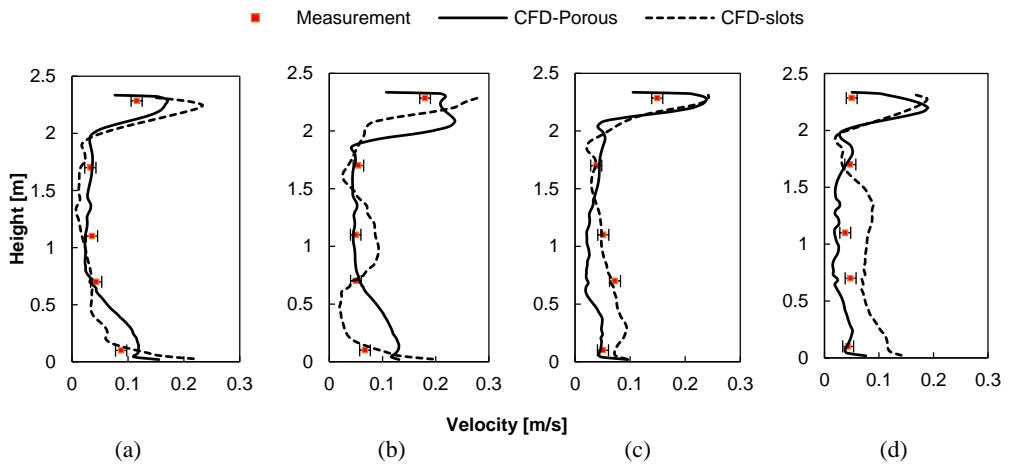 Measurement CFD-Porous CFD-slots
Height [m]
2.5 2.5 2.5 2.5
2 2 2 2
1.5 1.5 1.5 1.5
1 1 1 1
0.5 0.5 0.5 0.5
0 0 0 0
0 0.1 0.2 0.3 0 0.1 0.2 0.3 0 0.1 0.2 0.3 0 0.1 0.2 0.3
Velocity [m/s]
(a) (b) (c) (d)